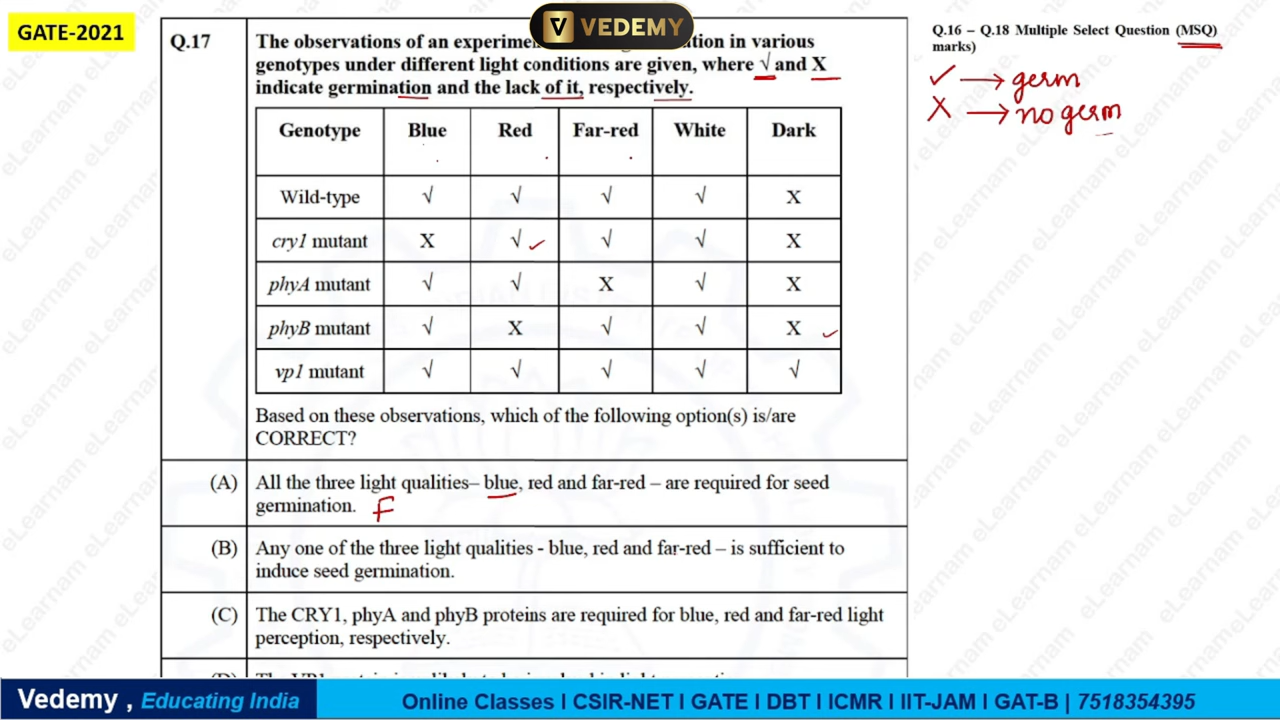 GATE-2021
VEDEMY
Q.17
The observations of an experime tion in various
genotypes under different light conditions are given, where √ and X
indicate germination and the lack of it, respectively.
Q.16 – Q.18 Multiple Select Question (MSQ)
marks)
✓ → germ
X → no germ
Genotype Blue Red Far-red White Dark
Wild-type √ √ √ √ X
cry1 mutant X √ √ √ X
phyA mutant √ √ X √ X
phyB mutant √ X √ √ X
vp1 mutant √ √ √ √ √
Based on these observations, which of the following option(s) is/are
CORRECT?
(A) All the three light qualities– blue, red and far-red – are required for seed
germination. F
(B) Any one of the three light qualities - blue, red and far-red – is sufficient to
induce seed germination.
(C) The CRY1, phyA and phyB proteins are required for blue, red and far-red light
perception, respectively.
Vedemy , Educating India
Online Classes I CSIR-NET I GATE I DBT I ICMR I IIT-JAM I GAT-B | 7518354395
eLearnam eLearnam eLearnam eLearnam